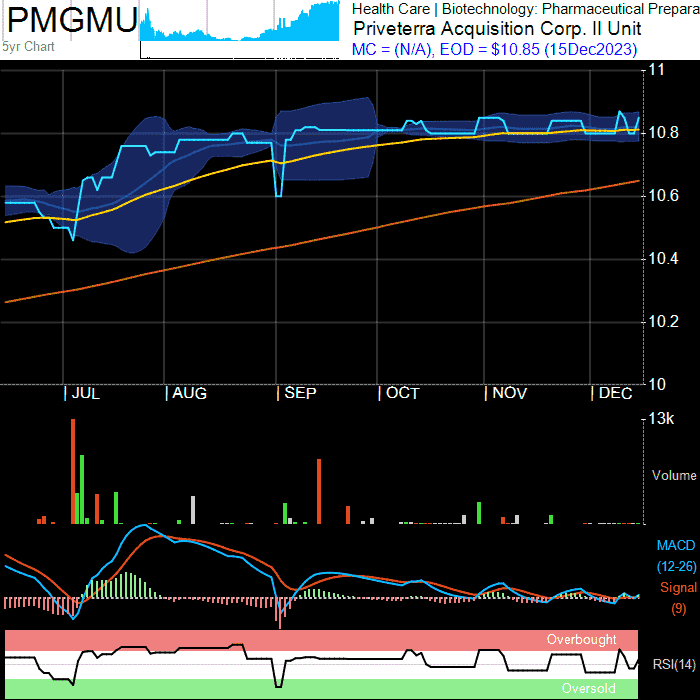 PMGMU
5yr Chart
Health Care | Biotechnology: Pharmaceutical Prepara
Priveterra Acquisition Corp. II Unit
MC = (N/A), EOD = $10.85 (15Dec2023)
11
10.8
10.6
10.4
10.2
10
| JUL | AUG | SEP | OCT | NOV | DEC
13k
Volume
MACD
(12-26)
Signal
(9)
Overbought
RSI(14)
Oversold